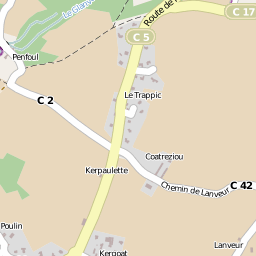 C 17
Route de
C 5
Penfoul
Le Trappic
C 2
Coatreziou
Kerpaulette
Chemin de Lanveur
C 42
Poulin
Kergoat
Lanveur